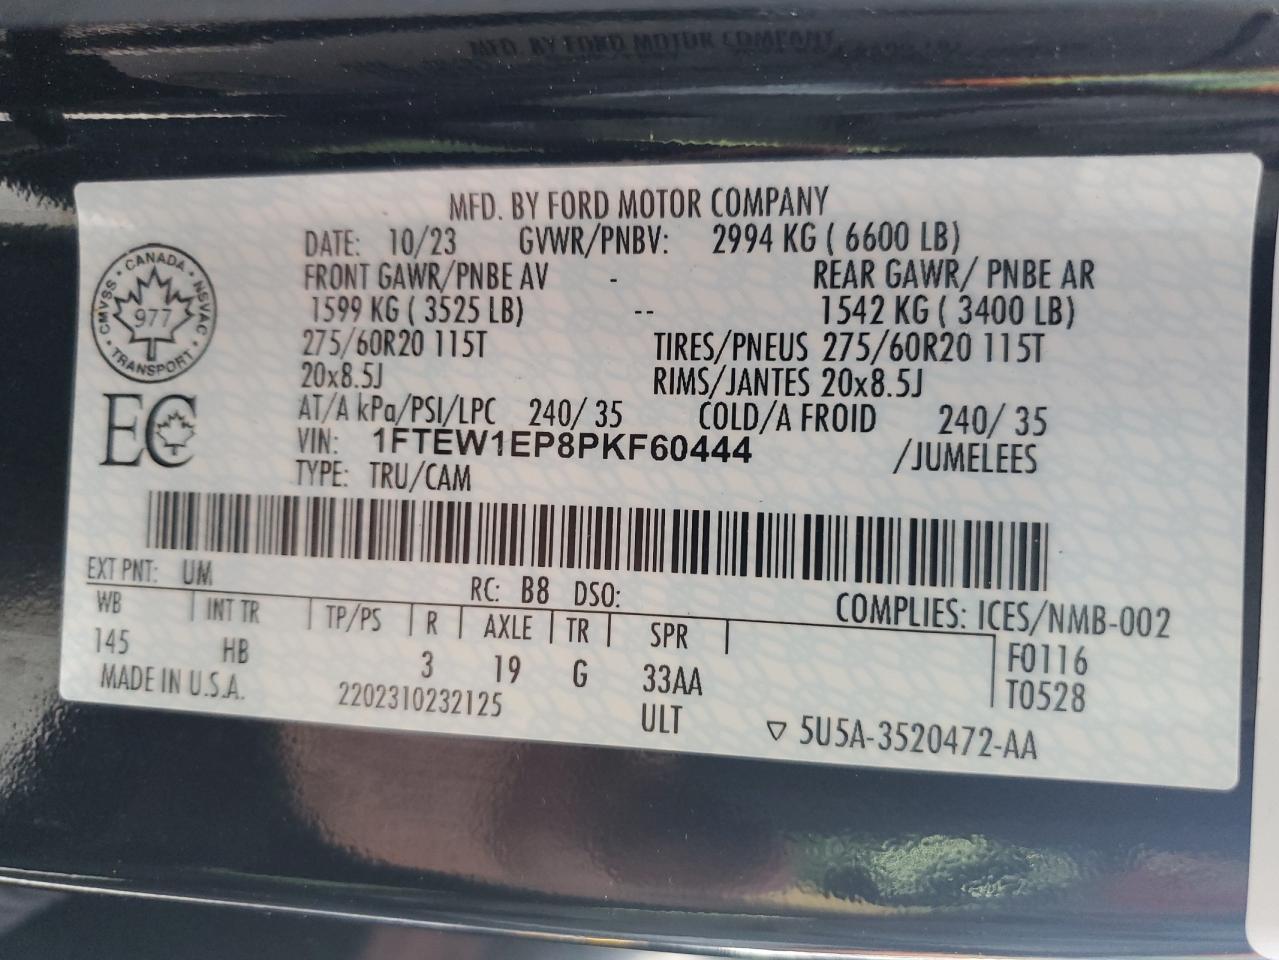 MFD. BY FORD MOTOR COMPANY
DATE: 10/23 GVWR/PNBV: 2994 KG ( 6600 LB)
FRONT GAWR/PNBE AV - REAR GAWR/ PNBE AR
1599 KG ( 3525 LB) -- 1542 KG ( 3400 LB)
275/60R20 115T TIRES/PNEUS 275/60R20 115T
20x8.5J RIMS/JANTES 20x8.5J
AT/A kPa/PSI/LPC 240/ 35 COLD/A FROID 240/ 35
VIN: 1FTEW1EP8PKF60444 /JUMELEES
TYPE: TRU/CAM
CANADA
CMVSS NSVAC
977
TRANSPORT
EC
EXT PNT: UM RC: B8 DSO:
COMPLIES: ICES/NMB-002
WB INT TR TP/PS R AXLE TR SPR
145 HB 3 19 G 33AA F0116
ULT T0528
MADE IN U.S.A. 2202310232125 5U5A-3520472-AA